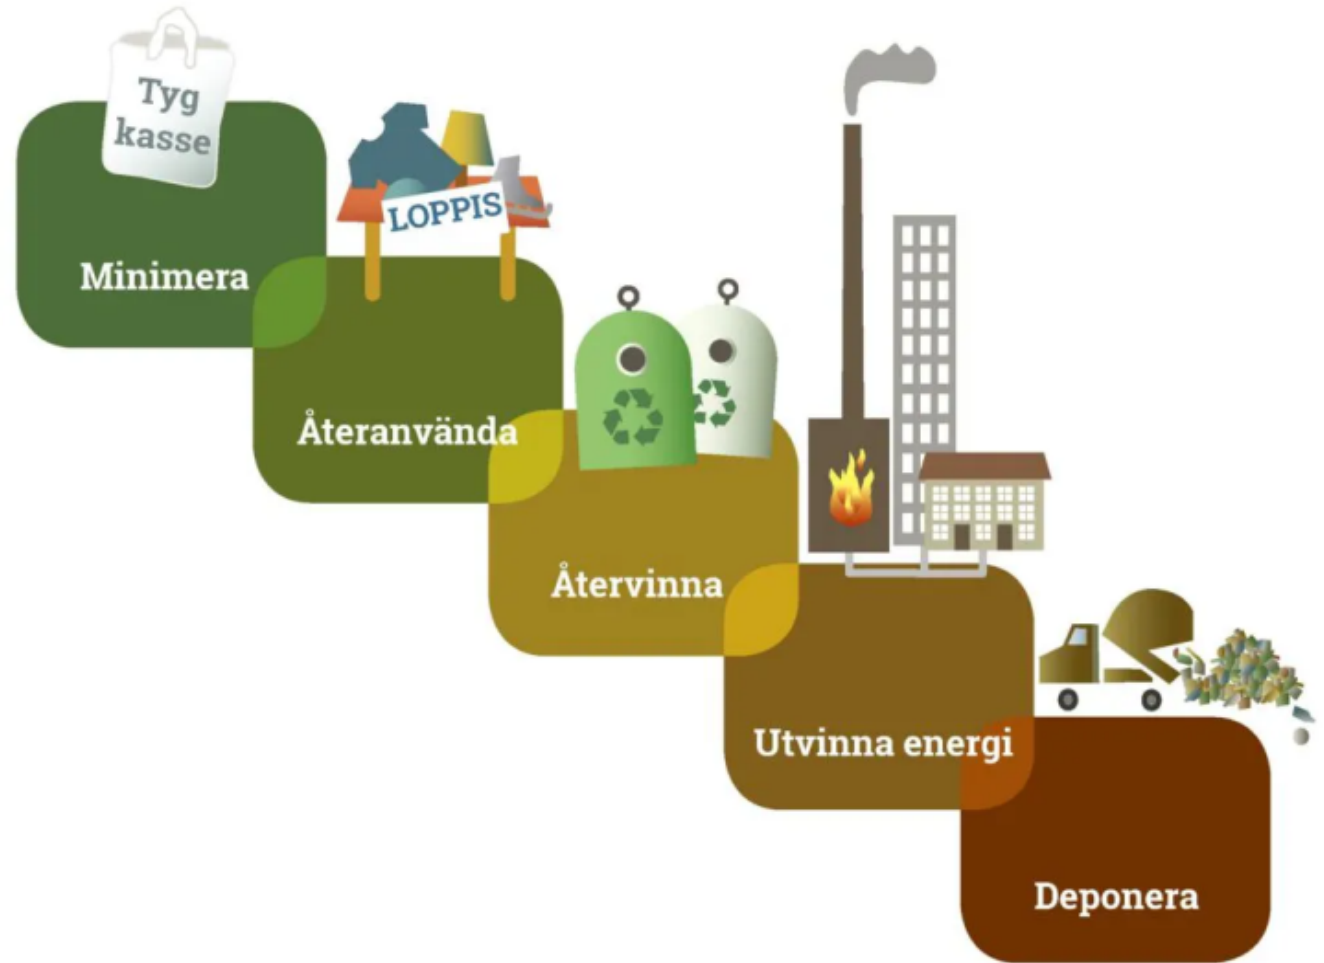 Tyg
kasse
Minimera
LOPPIS
Återanvända
Återvinna
Utvinna energi
Deponera